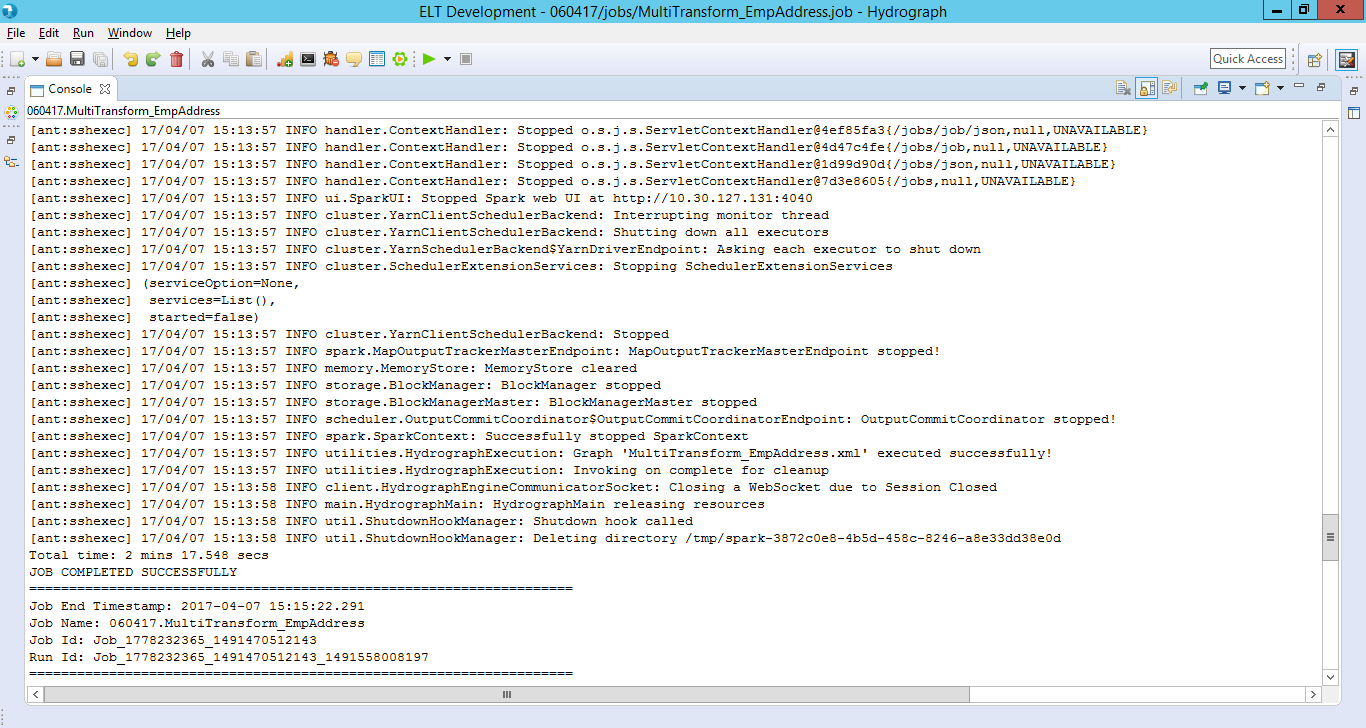 ELT Development - 060417/jobs/MultiTransform_EmpAddress.job - Hydrograph
File Edit Run Window Help
Quick Access
Console
060417.MultiTransform_EmpAddress
[ant:sshexec] 17/04/07 15:13:57 INFO handler.ContextHandler: Stopped o.s.j.s.ServletContextHandler@4ef85fa3{/jobs/job/json,null,UNAVAILABLE}
[ant:sshexec] 17/04/07 15:13:57 INFO handler.ContextHandler: Stopped o.s.j.s.ServletContextHandler@4d47c4fe{/jobs/job,null,UNAVAILABLE}
[ant:sshexec] 17/04/07 15:13:57 INFO handler.ContextHandler: Stopped o.s.j.s.ServletContextHandler@1d99d90d{/jobs/json,null,UNAVAILABLE}
[ant:sshexec] 17/04/07 15:13:57 INFO handler.ContextHandler: Stopped o.s.j.s.ServletContextHandler@7d3e8605{/jobs,null,UNAVAILABLE}
[ant:sshexec] 17/04/07 15:13:57 INFO ui.SparkUI: Stopped Spark web UI at http://10.30.127.131:4040
[ant:sshexec] 17/04/07 15:13:57 INFO cluster.YarnClientSchedulerBackend: Interrupting monitor thread
[ant:sshexec] 17/04/07 15:13:57 INFO cluster.YarnClientSchedulerBackend: Shutting down all executors
[ant:sshexec] 17/04/07 15:13:57 INFO cluster.YarnSchedulerBackend$YarnDriverEndpoint: Asking each executor to shut down
[ant:sshexec] 17/04/07 15:13:57 INFO cluster.SchedulerExtensionServices: Stopping SchedulerExtensionServices
[ant:sshexec] (serviceOption=None,
[ant:sshexec]  services=List(),
[ant:sshexec]  started=false)
[ant:sshexec] 17/04/07 15:13:57 INFO cluster.YarnClientSchedulerBackend: Stopped
[ant:sshexec] 17/04/07 15:13:57 INFO spark.MapOutputTrackerMasterEndpoint: MapOutputTrackerMasterEndpoint stopped!
[ant:sshexec] 17/04/07 15:13:57 INFO memory.MemoryStore: MemoryStore cleared
[ant:sshexec] 17/04/07 15:13:57 INFO storage.BlockManager: BlockManager stopped
[ant:sshexec] 17/04/07 15:13:57 INFO storage.BlockManagerMaster: BlockManagerMaster stopped
[ant:sshexec] 17/04/07 15:13:57 INFO scheduler.OutputCommitCoordinator$OutputCommitCoordinatorEndpoint: OutputCommitCoordinator stopped!
[ant:sshexec] 17/04/07 15:13:57 INFO spark.SparkContext: Successfully stopped SparkContext
[ant:sshexec] 17/04/07 15:13:57 INFO utilities.HydrographExecution: Graph 'MultiTransform_EmpAddress.xml' executed successfully!
[ant:sshexec] 17/04/07 15:13:57 INFO utilities.HydrographExecution: Invoking on complete for cleanup
[ant:sshexec] 17/04/07 15:13:58 INFO client.HydrographEngineCommunicatorSocket: Closing a WebSocket due to Session Closed
[ant:sshexec] 17/04/07 15:13:58 INFO main.HydrographMain: HydrographMain releasing resources
[ant:sshexec] 17/04/07 15:13:58 INFO util.ShutdownHookManager: Shutdown hook called
[ant:sshexec] 17/04/07 15:13:58 INFO util.ShutdownHookManager: Deleting directory /tmp/spark-3872c0e8-4b5d-458c-8246-a8e33dd38e0d
Total time: 2 mins 17.548 secs
JOB COMPLETED SUCCESSFULLY
====================================================================
Job End Timestamp: 2017-04-07 15:15:22.291
Job Name: 060417.MultiTransform_EmpAddress
Job Id: Job_1778232365_1491470512143
Run Id: Job_1778232365_1491470512143_1491558008197
====================================================================